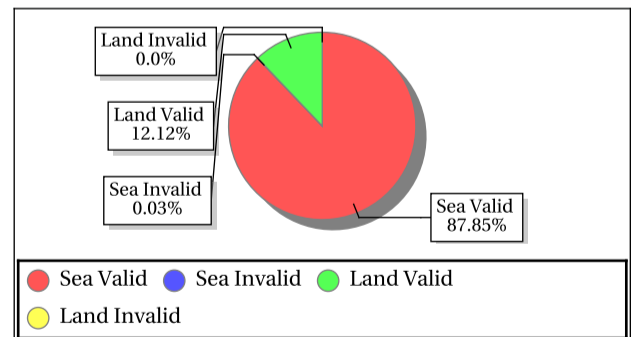 Land Invalid
0.0%
Land Valid
12.12%
Sea Invalid
0.03%
Sea Valid
87.85%
Sea Valid Sea Invalid Land Valid
Land Invalid